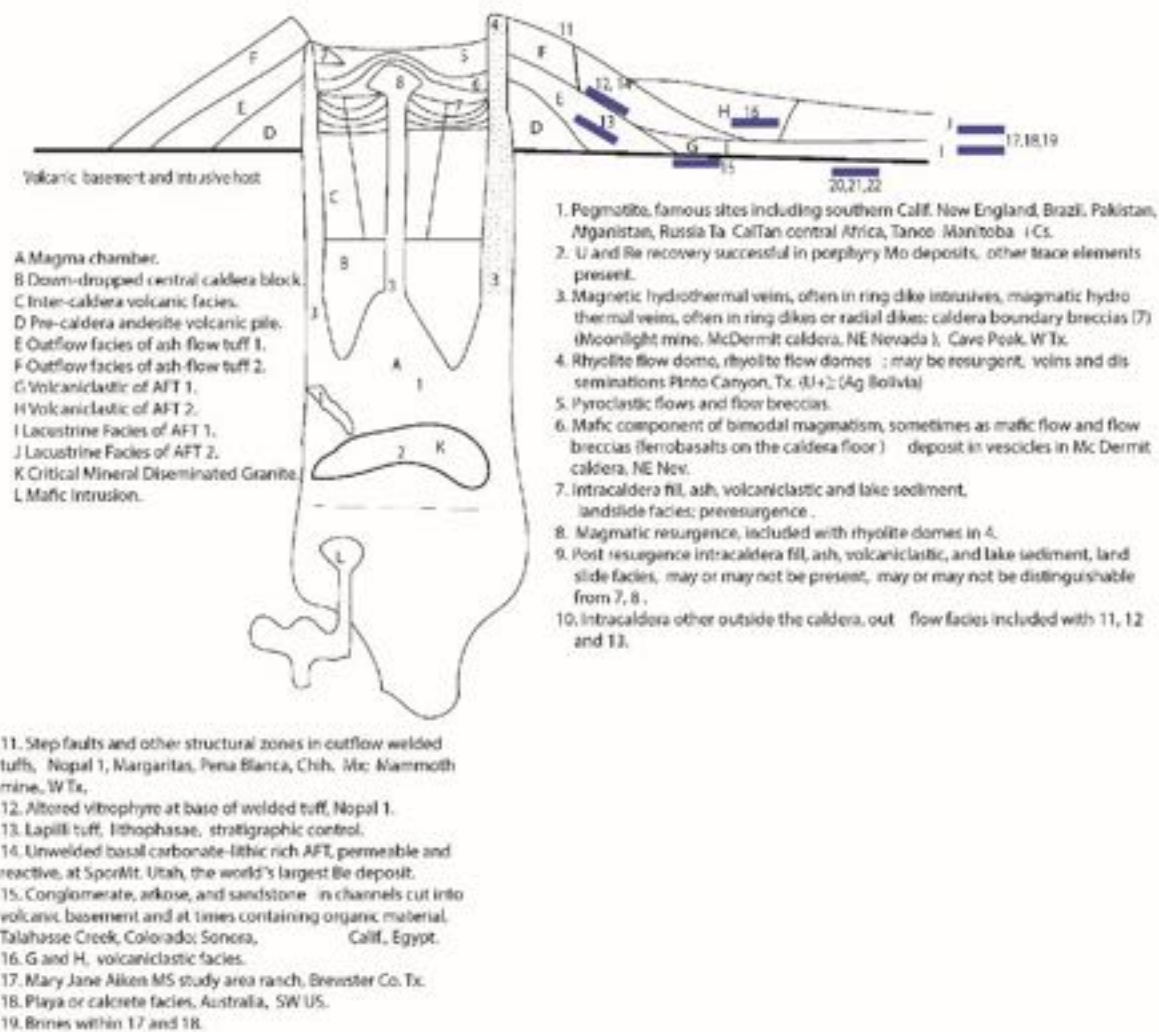 4
11
F
7
5
F
8
6
12, 14
E
7
E
13
H 16
D
D
J
17,18,19
G
I
15
Volcanic basement and intrusive host
20,21,22
C
B
3
3
3
A
1
2
K
L
A Magma chamber.
B Down-dropped central caldera block.
C Inter-caldera volcanic facies.
D Pre-caldera andesite volcanic pile.
E Outflow facies of ash-flow tuff 1.
F Outflow facies of ash-flow tuff 2.
G Volcaniclastic of AFT 1.
H Volcaniclastic of AFT 2.
I Lacustrine Facies of AFT 1.
J Lacustrine Facies of AFT 2.
K Critical Mineral Diseminated Granite.
L Mafic Intrusion.
1. Pegmatite, famous sites including southern Calif. New England, Brazil, Pakistan,
Afganistan, Russia Ta CalTan central Africa, Tanco Manitoba +Cs.
2. U and Re recovery successful in porphyry Mo deposits, other trace elements
present.
3. Magnetic hydrothermal veins, often in ring dike intrusives, magmatic hydro
thermal veins, often in ring dikes or radial dikes: caldera boundary breccias (7)
(Moonlight mine, McDermit caldera, NE Nevada ), Cave Peak, W Tx.
4. Rhyolite flow dome, rhyolite flow domes ; may be resurgent, veins and dis
seminations Pinto Canyon, Tx. (U+); (Ag Bolivia)
5. Pyroclastic flows and flow breccias.
6. Mafic component of bimodal magmatism, sometimes as mafic flow and flow
breccias (ferrobasalts on the caldera floor ) deposit in vescicles in Mc Dermit
caldera, NE Nev.
7. Intracaldera fill, ash, volcaniclastic and lake sediment,
landslide facies; preresurgence .
8. Magmatic resurgence, included with rhyolite domes in 4.
9. Post resurgence intracaldera fill, ash, volcaniclastic, and lake sediment, land
slide facies, may or may not be present, may or may not be distinguishable
from 7, 8 .
10. Intracaldera other outside the caldera, out flow facies included with 11, 12
and 13.
11. Step faults and other structural zones in outflow welded
tuffs, Nopal 1, Margaritas, Pena Blanca, Chih. Mx; Mammoth
mine, W Tx.
12. Altered vitrophyre at base of welded tuff, Nopal 1.
13. Lapilli tuff, lithophasae, stratigraphic control.
14. Unwelded basal carbonate-lithic rich AFT, permeable and
reactive, at SporMt. Utah, the world"s largest Be deposit.
15. Conglomerate, arkose, and sandstone in channels cut into
volcanic basement and at times containing organic material,
Talahasse Creek, Colorado; Sonora, Calif., Egypt.
16. G and H, volcaniclastic facies.
17. Mary Jane Aiken MS study area ranch, Brewster Co. Tx.
18. Playa or calcrete facies, Australia, SW US.
19. Brines within 17 and 18.